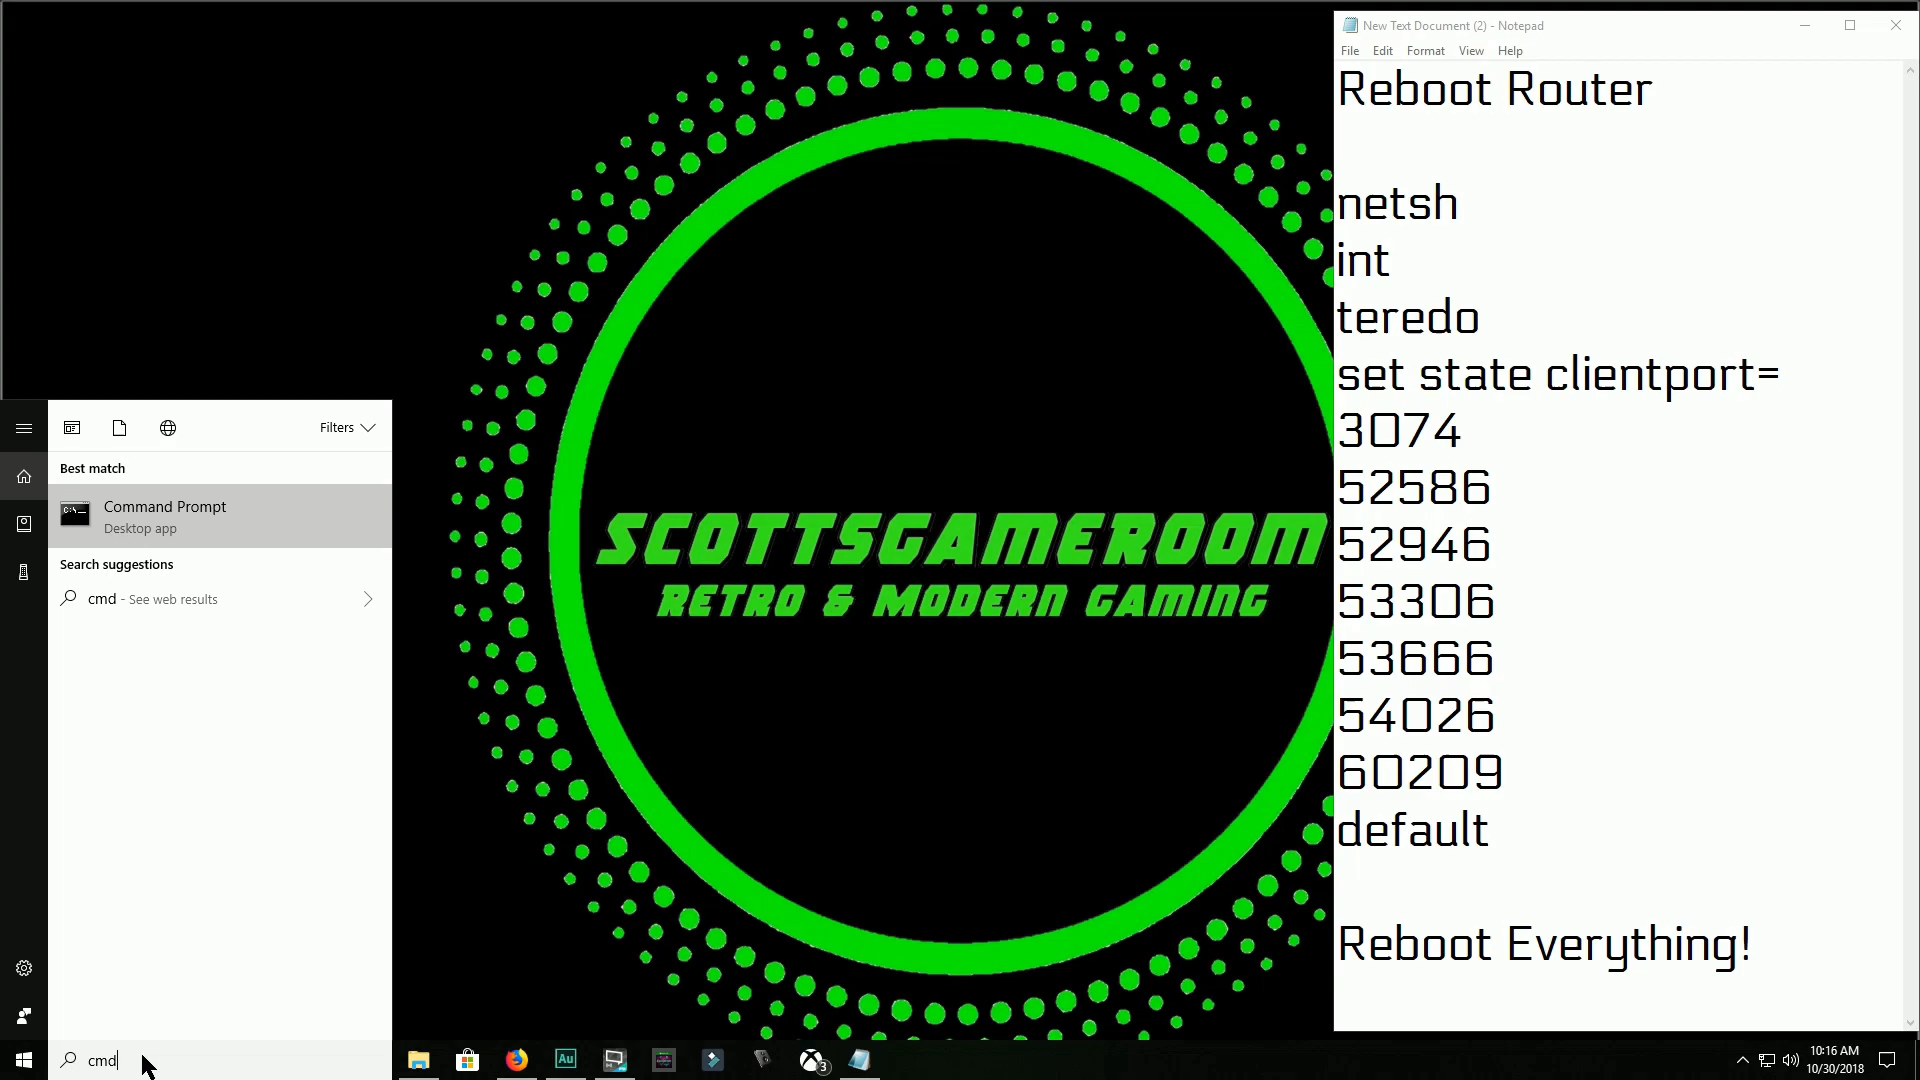 New Text Document (2) - Notepad
File Edit Format View Help
Reboot Router
netsh
int
teredo
set state clientport=
3074
52586
52946
53306
53666
54026
60209
default
Reboot Everything!
SCOTTSGAMEROOM
RETRO & MODERN GAMING
Filters
Best match
Command Prompt
Desktop app
Search suggestions
cmd - See web results
cmd
Au
3
10:16 AM
10/30/2018